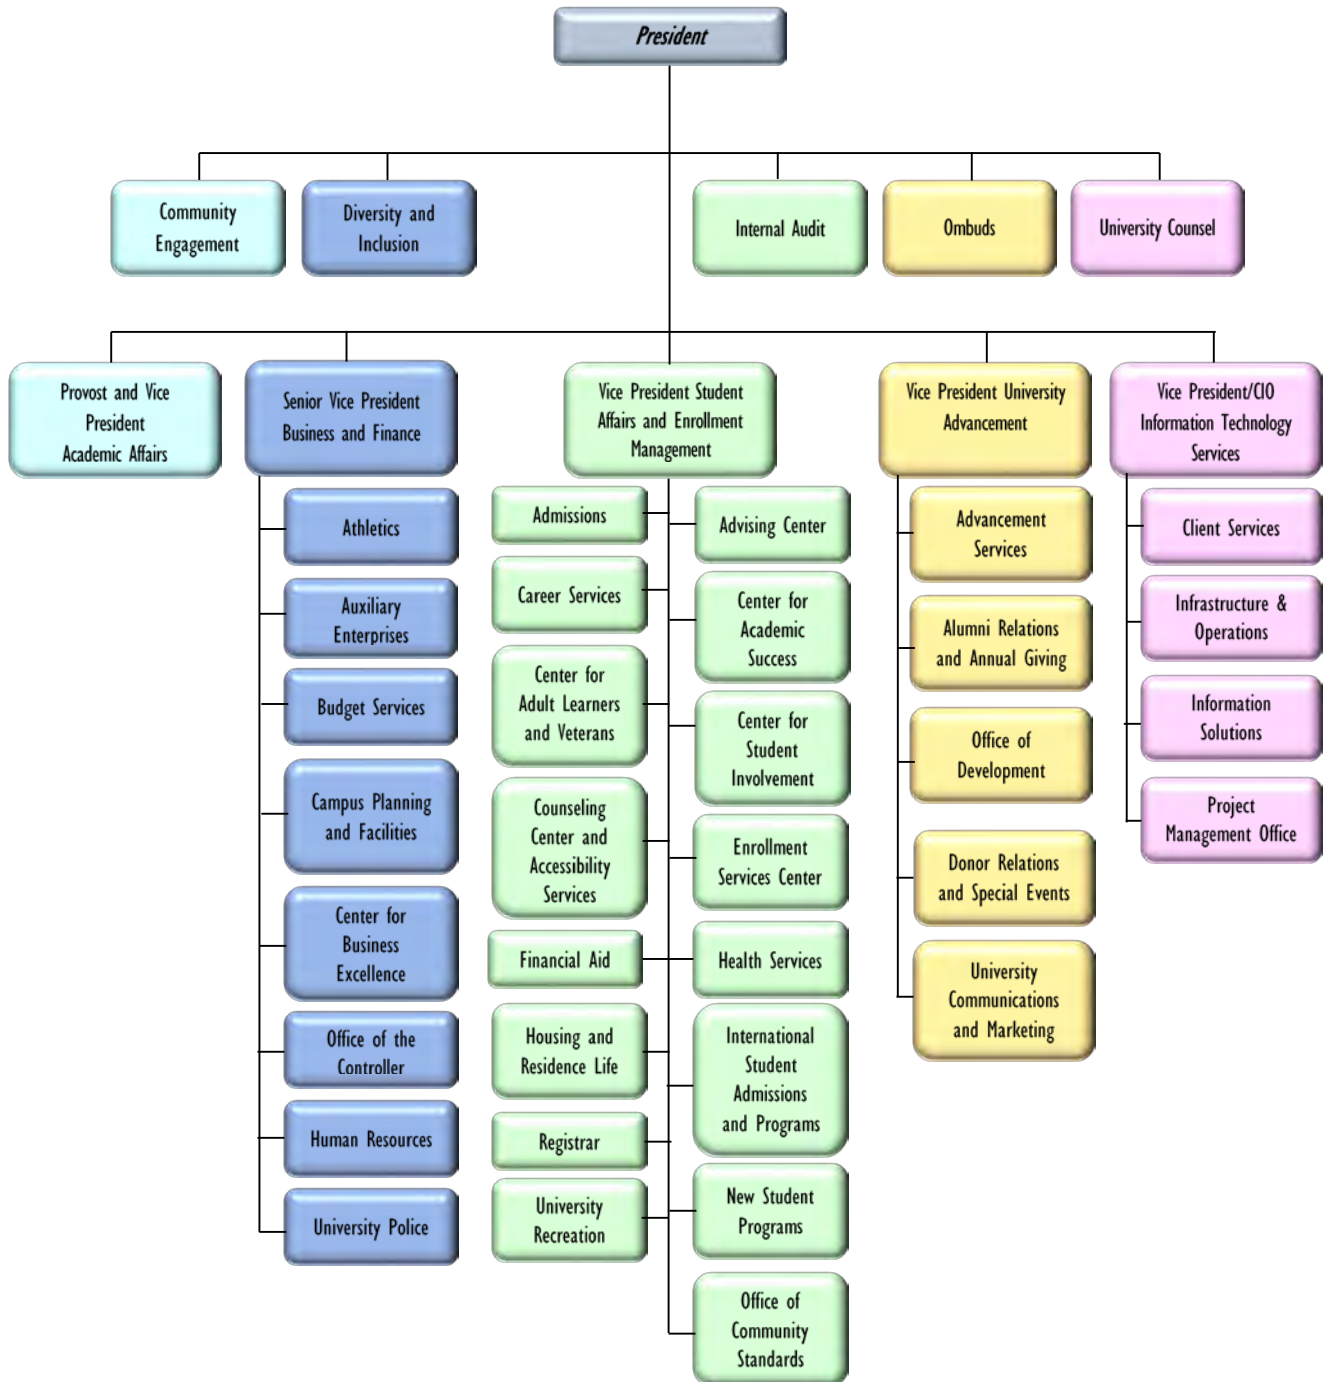 President
Community
Engagement
Diversity and
Inclusion
Internal Audit
Ombuds
University Counsel
Provost and Vice
President
Academic Affairs
Senior Vice President
Business and Finance
Vice President Student
Affairs and Enrollment
Management
Vice President University
Advancement
Vice President/CIO
Information Technology
Services
Athletics
Auxiliary
Enterprises
Budget Services
Campus Planning
and Facilities
Center for
Business
Excellence
Office of the
Controller
Human Resources
University Police
Admissions
Career Services
Center for
Adult Learners
and Veterans
Counseling
Center and
Accessibility
Services
Financial Aid
Housing and
Residence Life
Registrar
University
Recreation
Advising Center
Center for
Academic
Success
Center for
Student
Involvement
Enrollment
Services Center
Health Services
International
Student
Admissions
and Programs
New Student
Programs
Office of
Community
Standards
Advancement
Services
Alumni Relations
and Annual Giving
Office of
Development
Donor Relations
and Special Events
University
Communications
and Marketing
Client Services
Infrastructure &
Operations
Information
Solutions
Project
Management Office